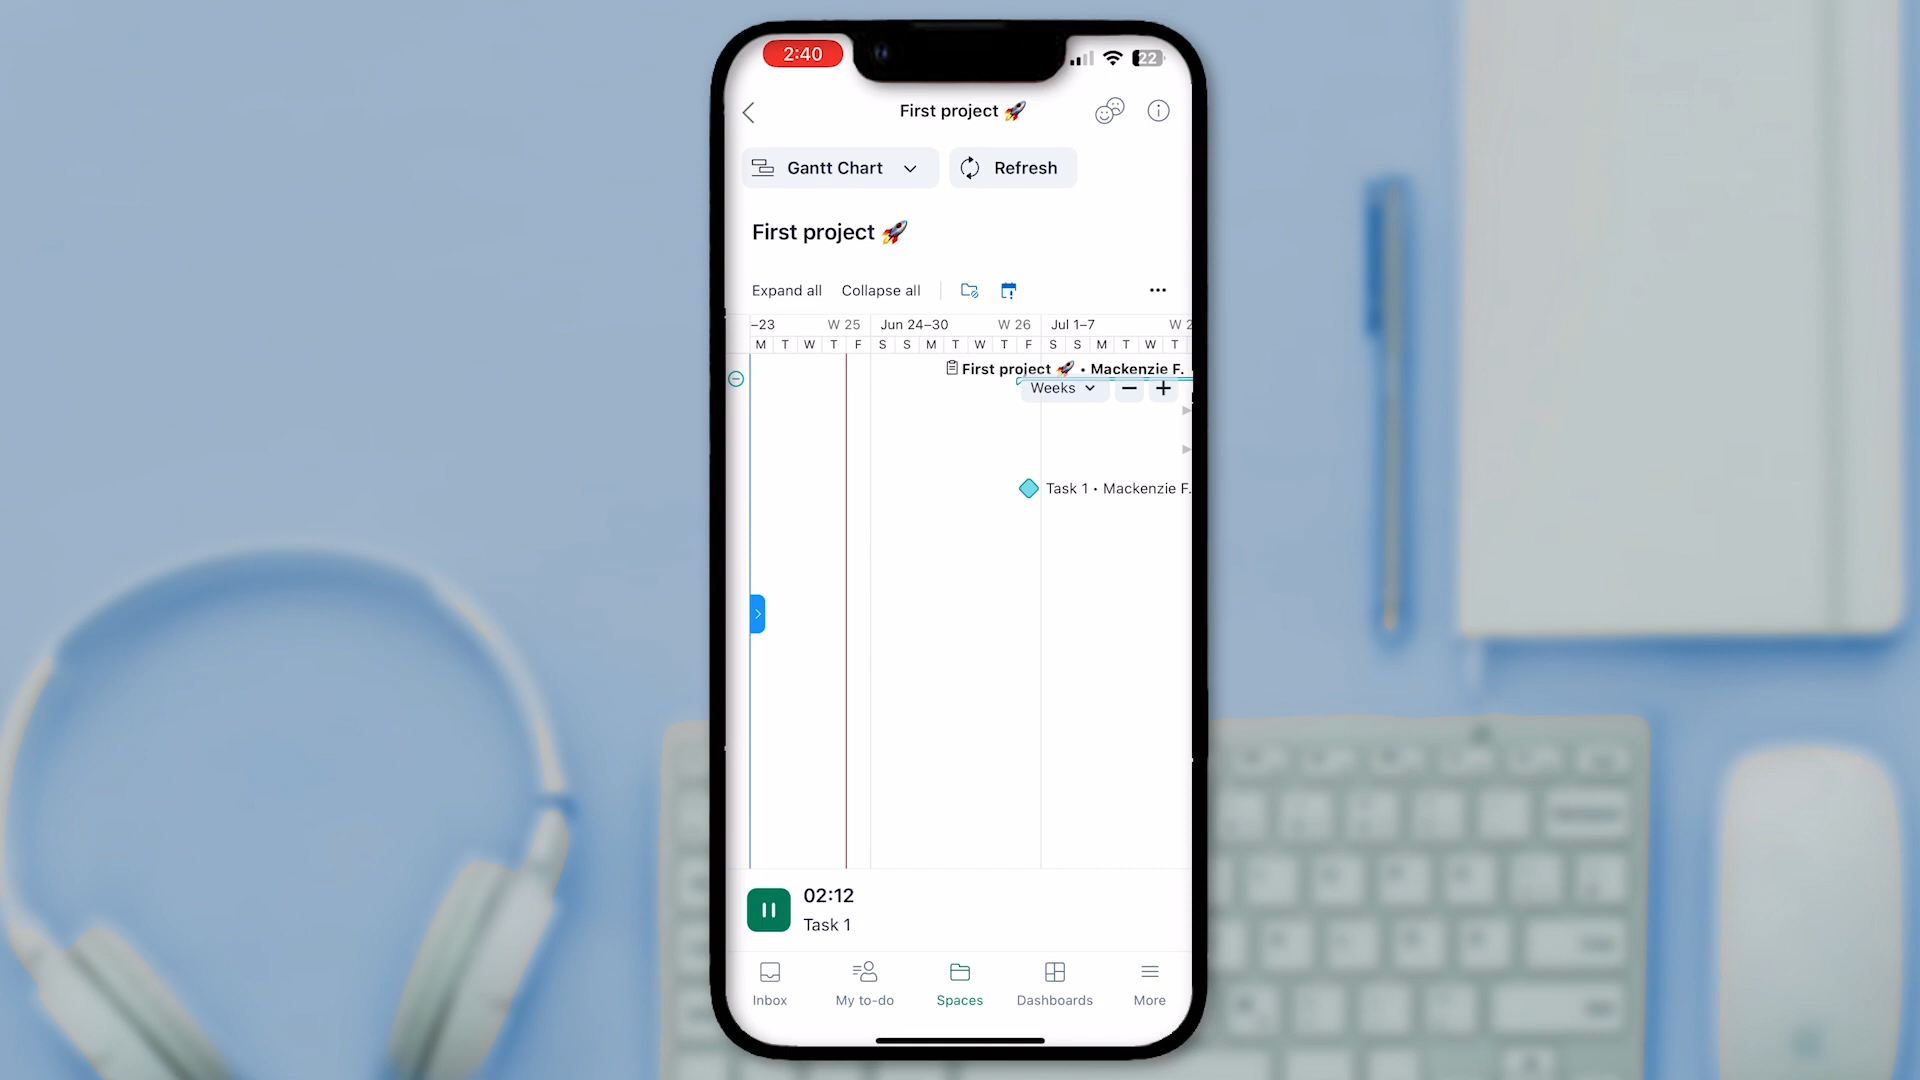 2:40
22
First project 🚀
Gantt Chart
Refresh
First project 🚀
Expand all Collapse all
–23 W 25 Jun 24–30 W 26 Jul 1–7 W 2
M T W T F S S M T W T F S S M T W T
First project 🚀 • Mackenzie F.
Weeks − +
Task 1 • Mackenzie F.
02:12
Task 1
Inbox My to-do Spaces Dashboards More